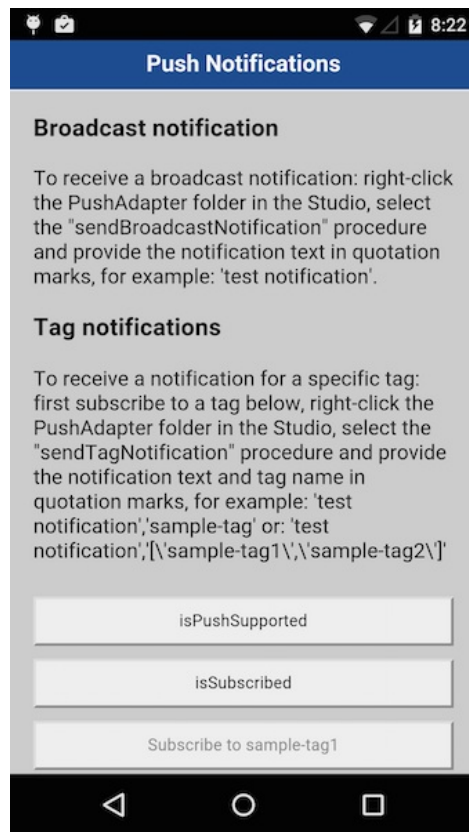 8:22
Push Notifications
Broadcast notification
To receive a broadcast notification: right-click
the PushAdapter folder in the Studio, select
the "sendBroadcastNotification" procedure
and provide the notification text in quotation
marks, for example: 'test notification'.
Tag notifications
To receive a notification for a specific tag:
first subscribe to a tag below, right-click the
PushAdapter folder in the Studio, select the
"sendTagNotification" procedure and provide
the notification text and tag name in
quotation marks, for example: 'test
notification','sample-tag' or: 'test
notification','[\'sample-tag1\',\'sample-tag2\']'
isPushSupported
isSubscribed
Subscribe to sample-tag1